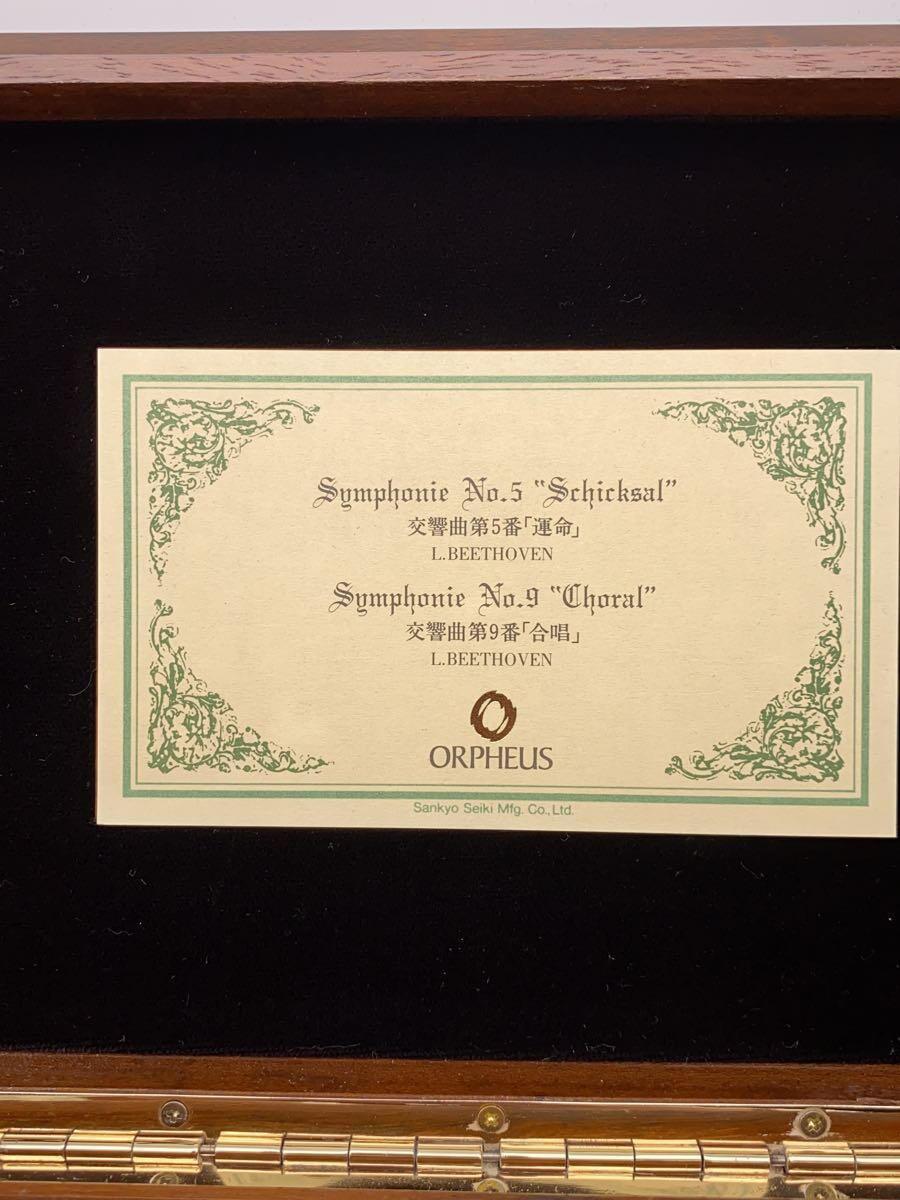 Symphonie No.5 "Schicksal"
交響曲第5番「運命」
L.BEETHOVEN
Symphonie No.9 "Choral"
交響曲第9番「合唱」
L.BEETHOVEN
ORPHEUS
Sankyo Seiki Mfg. Co., Ltd.